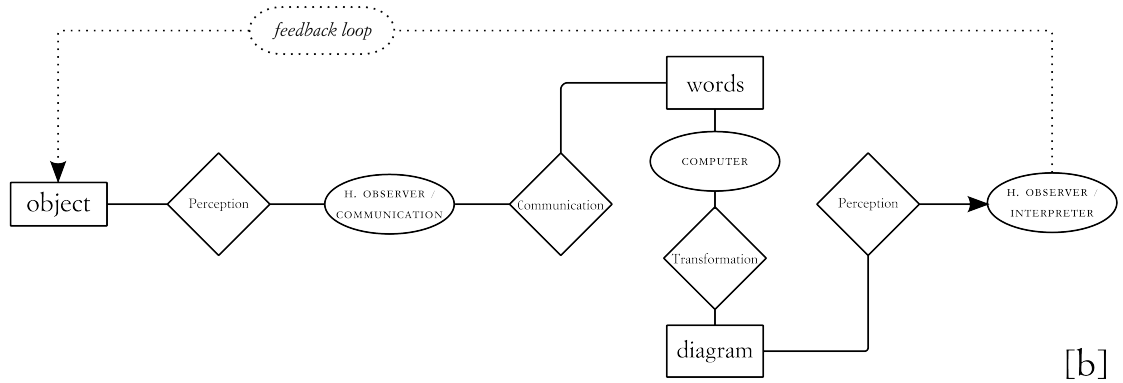 feedback loop
object
Perception
H. OBSERVER /
COMMUNICATION
Communication
words
COMPUTER
Transformation
diagram
Perception
H. OBSERVER /
INTERPRETER
[b]